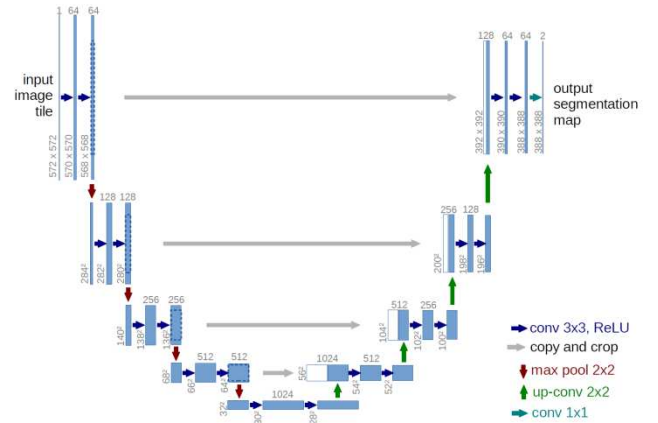 1 64 64
128 64 64 2
input
image
tile
output
segmentation
map
572 x 572
570 x 570
568 x 568
392 x 392
390 x 390
388 x 388
388 x 388
128 128
256 128
284²
282²
280²
200²
198²
196²
256 256
512 256
140²
138²
136²
104²
102²
100²
conv 3x3, ReLU
copy and crop
max pool 2x2
up-conv 2x2
conv 1x1
512 512
1024 512
68²
66²
64²
56²
54²
52²
1024
32²
28²